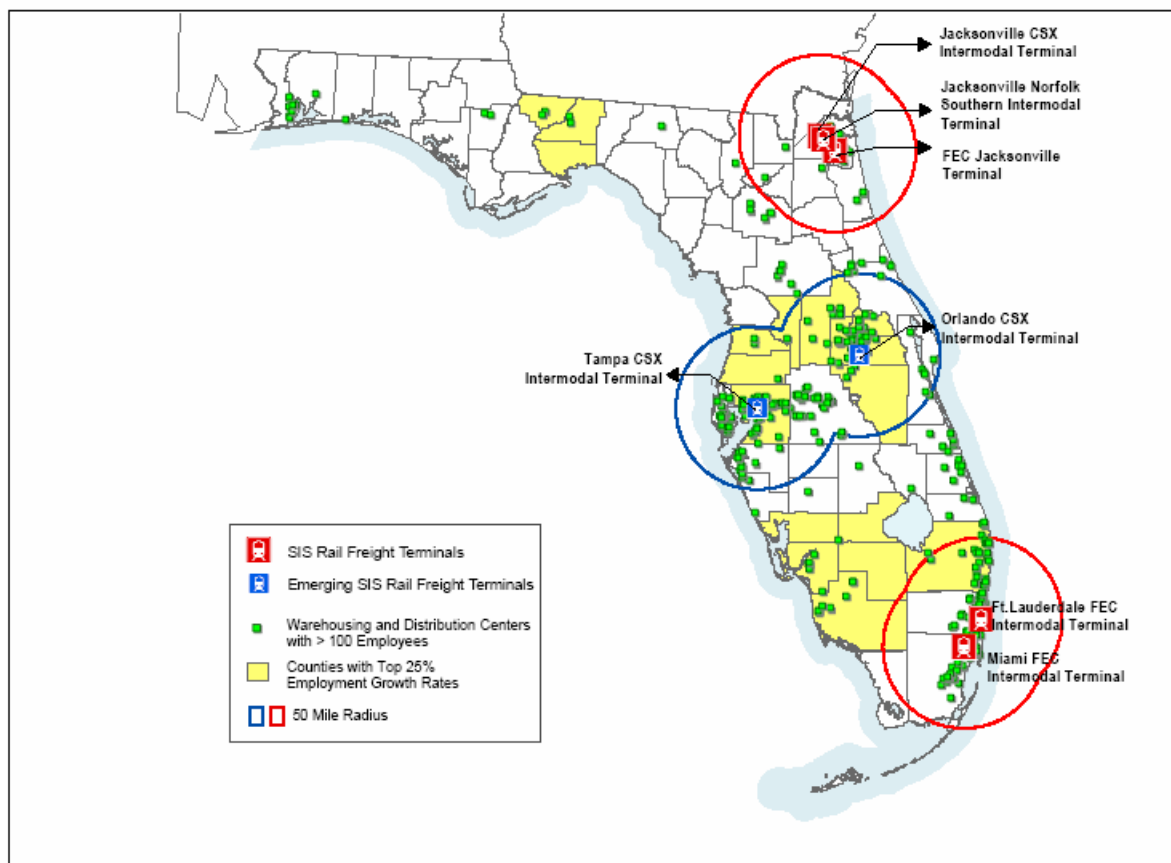 Jacksonville CSX
Intermodal Terminal
Jacksonville Norfolk
Southern Intermodal
Terminal
FEC Jacksonville
Terminal
Orlando CSX
Intermodal Terminal
Tampa CSX
Intermodal Terminal
Ft.Lauderdale FEC
Intermodal Terminal
Miami FEC
Intermodal Terminal
SIS Rail Freight Terminals
Emerging SIS Rail Freight Terminals
Warehousing and Distribution Centers
with > 100 Employees
Counties with Top 25%
Employment Growth Rates
50 Mile Radius